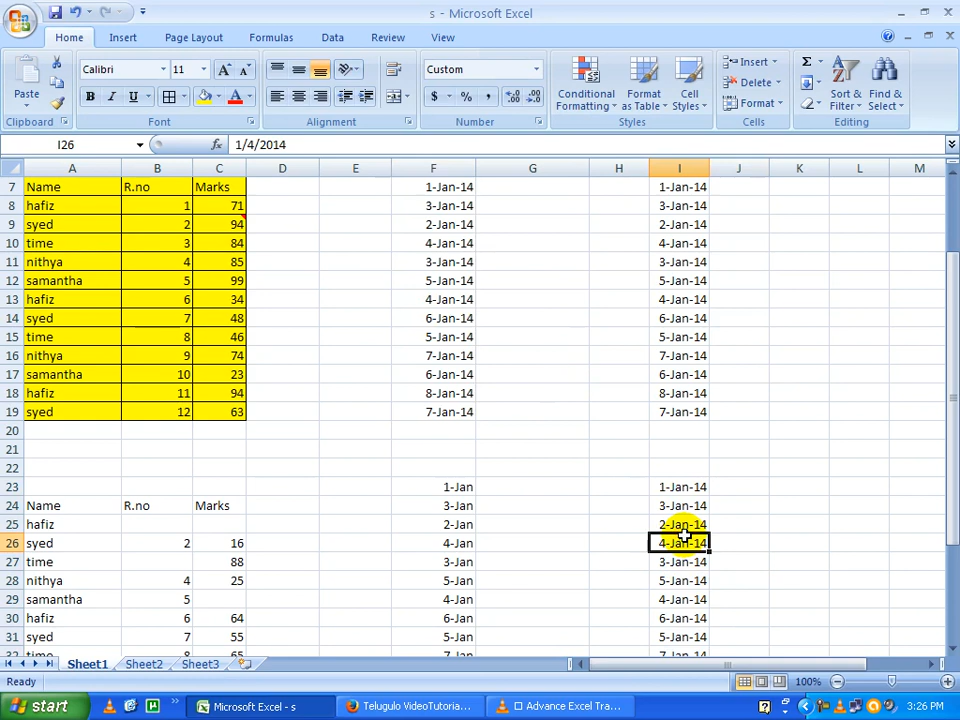 s - Microsoft Excel
Home Insert Page Layout Formulas Data Review View
Paste
Clipboard
Calibri 11
B I U
Font
Alignment
Custom
$ % ,
Number
Conditional Formatting
Format as Table
Cell Styles
Styles
Insert
Delete
Format
Cells
Σ
Sort & Filter
Find & Select
Editing
I26 fx 1/4/2014
A B C D E F G H I J K L M
7 Name R.no Marks 1-Jan-14 1-Jan-14
8 hafiz 1 71 3-Jan-14 3-Jan-14
9 syed 2 94 2-Jan-14 2-Jan-14
10 time 3 84 4-Jan-14 4-Jan-14
11 nithya 4 85 3-Jan-14 3-Jan-14
12 samantha 5 99 5-Jan-14 5-Jan-14
13 hafiz 6 34 4-Jan-14 4-Jan-14
14 syed 7 48 6-Jan-14 6-Jan-14
15 time 8 46 5-Jan-14 5-Jan-14
16 nithya 9 74 7-Jan-14 7-Jan-14
17 samantha 10 23 6-Jan-14 6-Jan-14
18 hafiz 11 94 8-Jan-14 8-Jan-14
19 syed 12 63 7-Jan-14 7-Jan-14
20
21
22
23 1-Jan 1-Jan-14
24 Name R.no Marks 3-Jan 3-Jan-14
25 hafiz 2-Jan 2-Jan-14
26 syed 2 16 4-Jan 4-Jan-14
27 time 88 3-Jan 3-Jan-14
28 nithya 4 25 5-Jan 5-Jan-14
29 samantha 5 4-Jan 4-Jan-14
30 hafiz 6 64 6-Jan 6-Jan-14
31 syed 7 55 5-Jan 5-Jan-14
32 time 8 65 7-Jan 7-Jan-14
Sheet1 Sheet2 Sheet3
Ready 100%
start Microsoft Excel - s Telugulo VideoTutoria... Advance Excel Tra... 3:26 PM